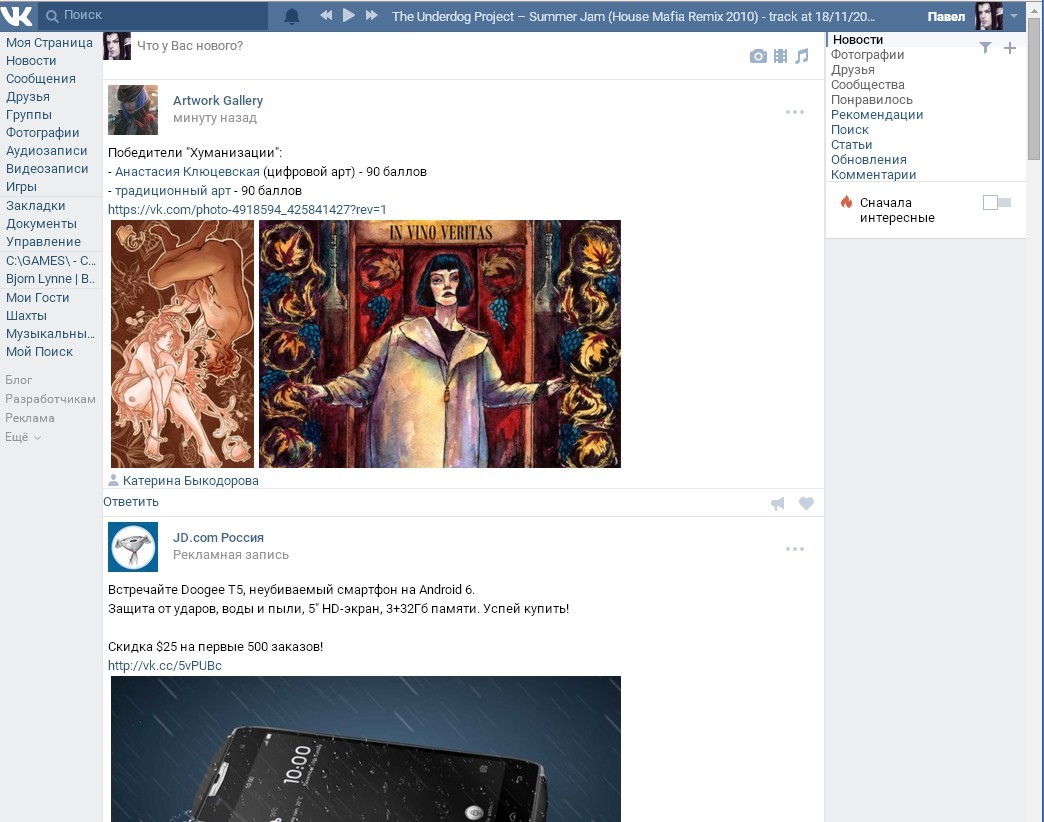 Поиск
The Underdog Project – Summer Jam (House Mafia Remix 2010) - track at 18/11/20...
Павел
Моя Страница
Новости
Сообщения
Друзья
Группы
Фотографии
Аудиозаписи
Видеозаписи
Игры
Закладки
Документы
Управление
C:\GAMES\ - C...
Bjorn Lynne | B..
Мои Гости
Шахты
Музыкальны...
Мой Поиск
Блог
Разработчикам
Реклама
Ещё
Что у Вас нового?
Artwork Gallery
минуту назад
Победители "Хуманизации":
- Анастасия Клюцевская (цифровой арт) - 90 баллов
- традиционный арт - 90 баллов
https://vk.com/photo-4918594_425841427?rev=1
IN VINO VERITAS
Катерина Быкодорова
Ответить
JD.com Россия
Рекламная запись
Встречайте Doogee T5, неубиваемый смартфон на Android 6.
Защита от ударов, воды и пыли, 5" HD-экран, 3+32Гб памяти. Успей купить!
Скидка $25 на первые 500 заказов!
http://vk.cc/5vPUBc
10:00
Новости
Фотографии
Друзья
Сообщества
Понравилось
Рекомендации
Поиск
Статьи
Обновления
Комментарии
Сначала
интересные